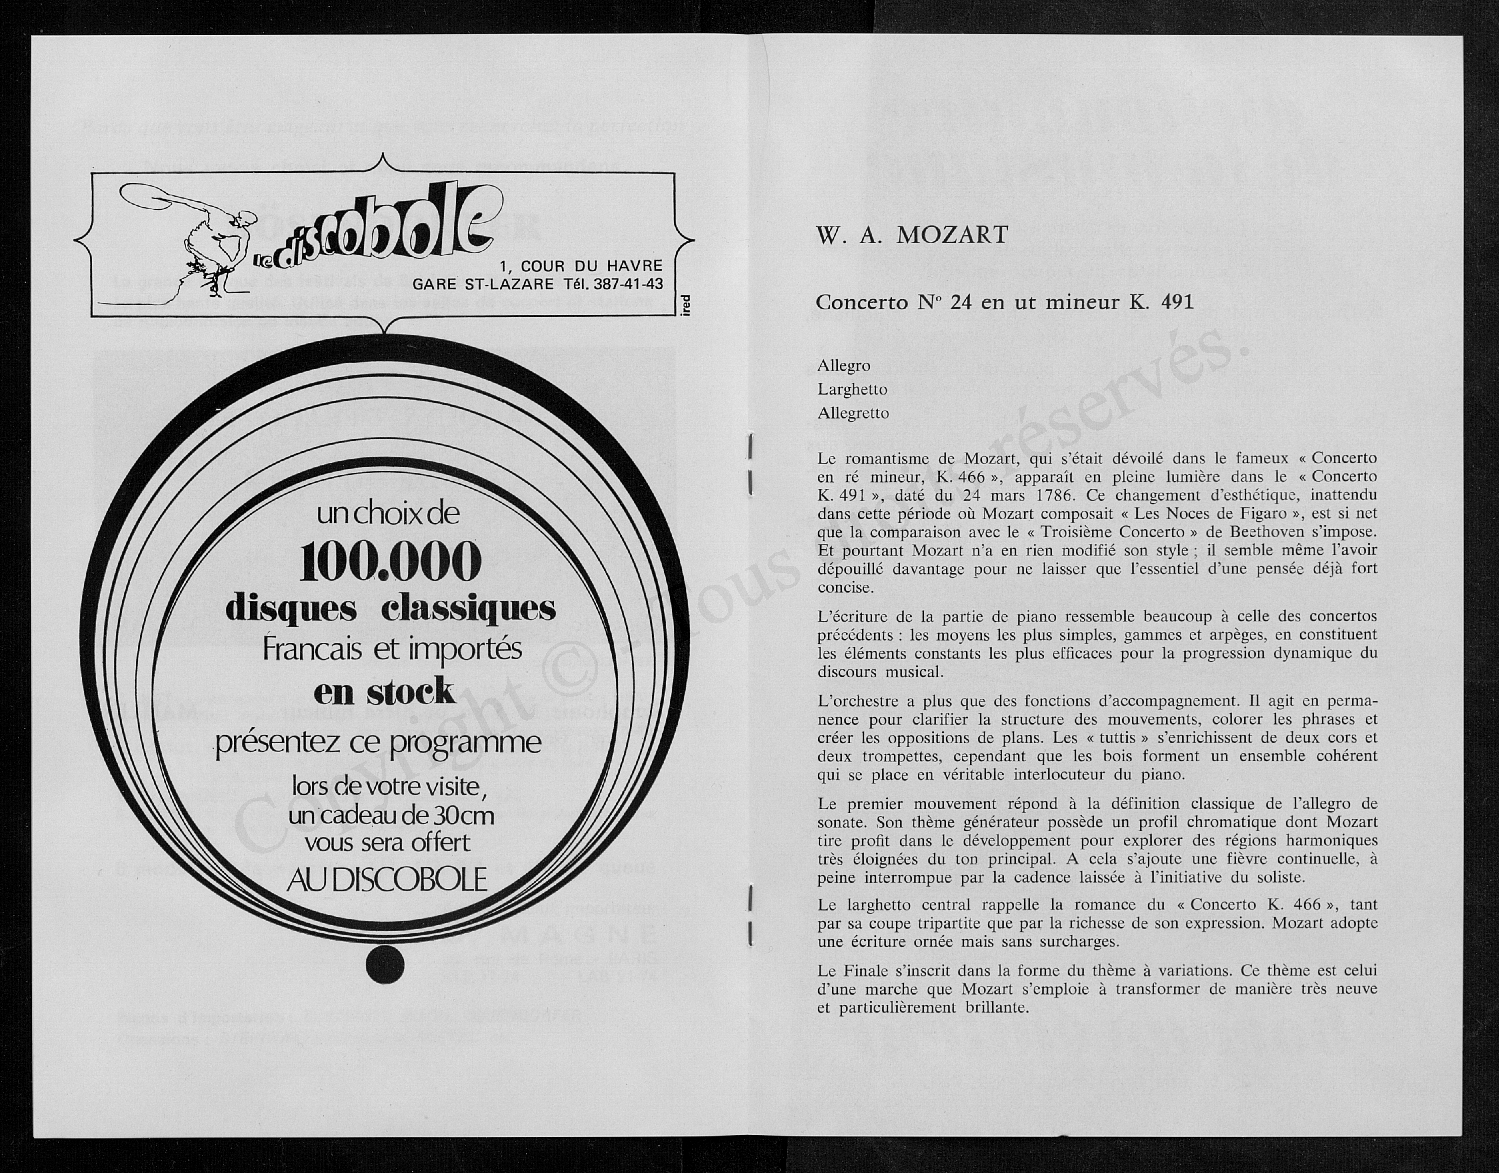 Le discobole
1, COUR DU HAVRE
GARE ST-LAZARE Tél. 387-41-43
ired
un choix de
100.000
disques classiques
Francais et importés
en stock
présentez ce programme
lors de votre visite,
un cadeau de 30cm
vous sera offert
AU DISCOBOLE
W. A. MOZART
Concerto N° 24 en ut mineur K. 491
Allegro
Larghetto
Allegretto
Le romantisme de Mozart, qui s'était dévoilé dans le fameux « Concerto
en ré mineur, K. 466 », apparaît en pleine lumière dans le « Concerto
K. 491 », daté du 24 mars 1786. Ce changement d'esthétique, inattendu
dans cette période où Mozart composait « Les Noces de Figaro », est si net
que la comparaison avec le « Troisième Concerto » de Beethoven s'impose.
Et pourtant Mozart n'a en rien modifié son style ; il semble même l'avoir
dépouillé davantage pour ne laisser que l'essentiel d'une pensée déjà fort
concise.
L'écriture de la partie de piano ressemble beaucoup à celle des concertos
précédents : les moyens les plus simples, gammes et arpèges, en constituent
les éléments constants les plus efficaces pour la progression dynamique du
discours musical.
L'orchestre a plus que des fonctions d'accompagnement. Il agit en perma-
nence pour clarifier la structure des mouvements, colorer les phrases et
créer les oppositions de plans. Les « tuttis » s'enrichissent de deux cors et
deux trompettes, cependant que les bois forment un ensemble cohérent
qui se place en véritable interlocuteur du piano.
Le premier mouvement répond à la définition classique de l'allegro de
sonate. Son thème générateur possède un profil chromatique dont Mozart
tire profit dans le développement pour explorer des régions harmoniques
très éloignées du ton principal. A cela s'ajoute une fièvre continuelle, à
peine interrompue par la cadence laissée à l'initiative du soliste.
Le larghetto central rappelle la romance du « Concerto K. 466 », tant
par sa coupe tripartite que par la richesse de son expression. Mozart adopte
une écriture ornée mais sans surcharges.
Le Finale s'inscrit dans la forme du thème à variations. Ce thème est celui
d'une marche que Mozart s'emploie à transformer de manière très neuve
et particulièrement brillante.
Copyright © - Tous droits réservés.